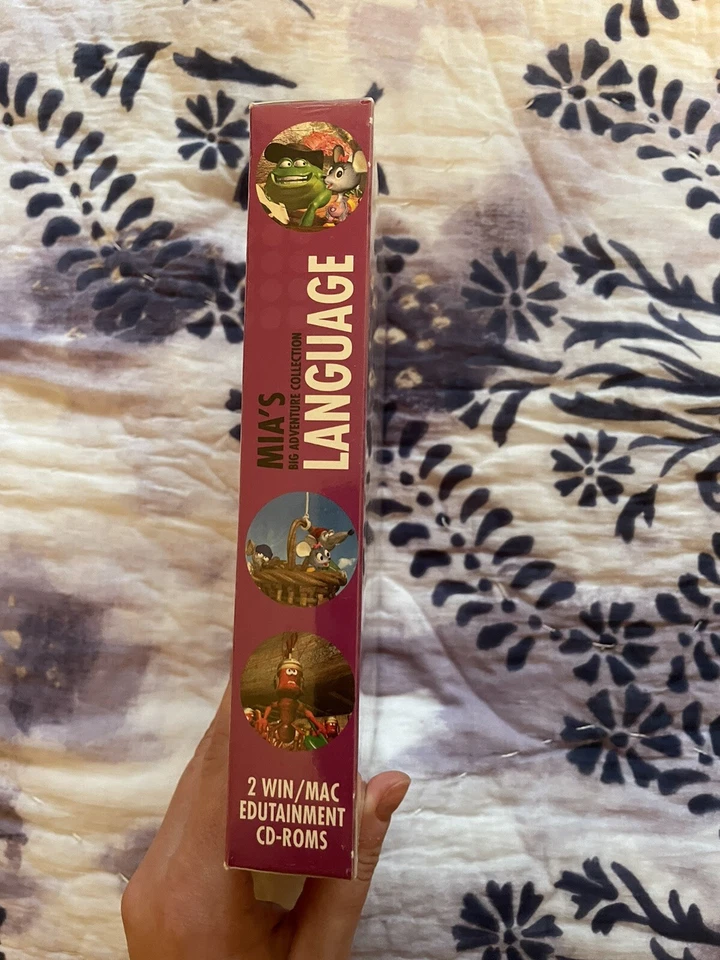 MIA'S
BIG ADVENTURE COLLECTION
LANGUAGE
2 WIN/MAC
EDUTAINMENT
CD-ROMS